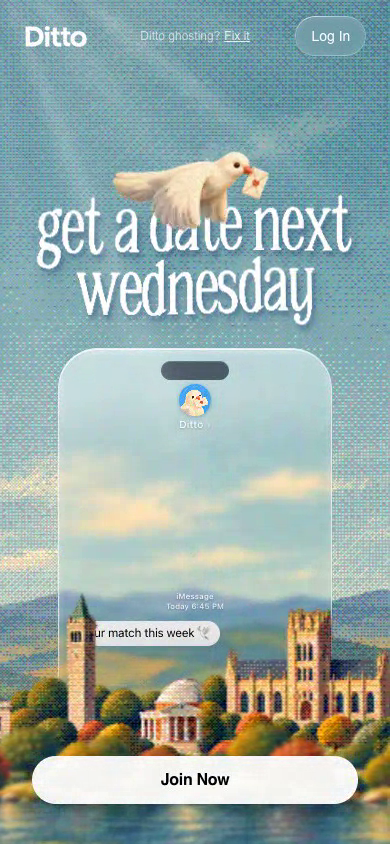 Ditto
Ditto ghosting? Fix it
Log In
get a date next
wednesday
Ditto
iMessage
Today 6:45 PM
ur match this week 🕊️
Join Now